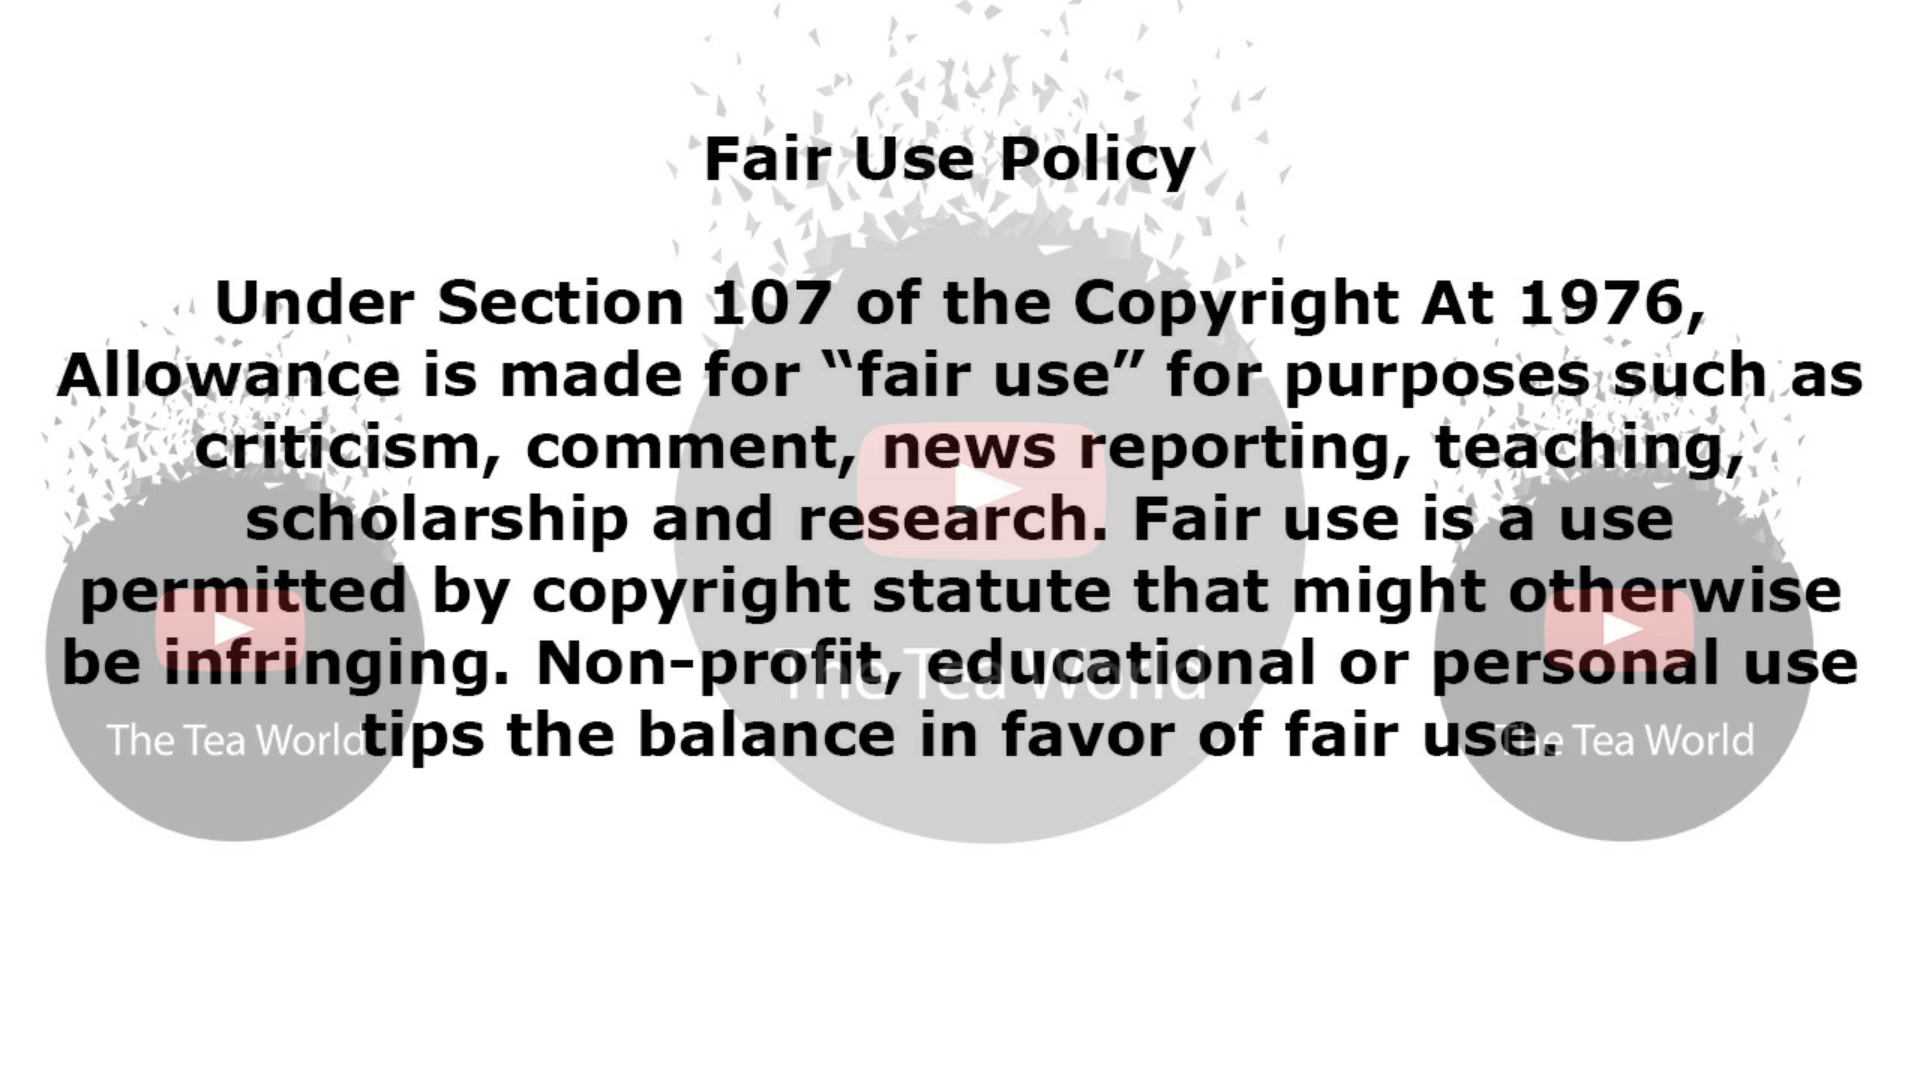 Fair Use Policy
Under Section 107 of the Copyright At 1976,
Allowance is made for “fair use” for purposes such as
criticism, comment, news reporting, teaching,
scholarship and research. Fair use is a use
permitted by copyright statute that might otherwise
be infringing. Non-profit, educational or personal use
tips the balance in favor of fair use.
The Tea World
The Tea World
The Tea World